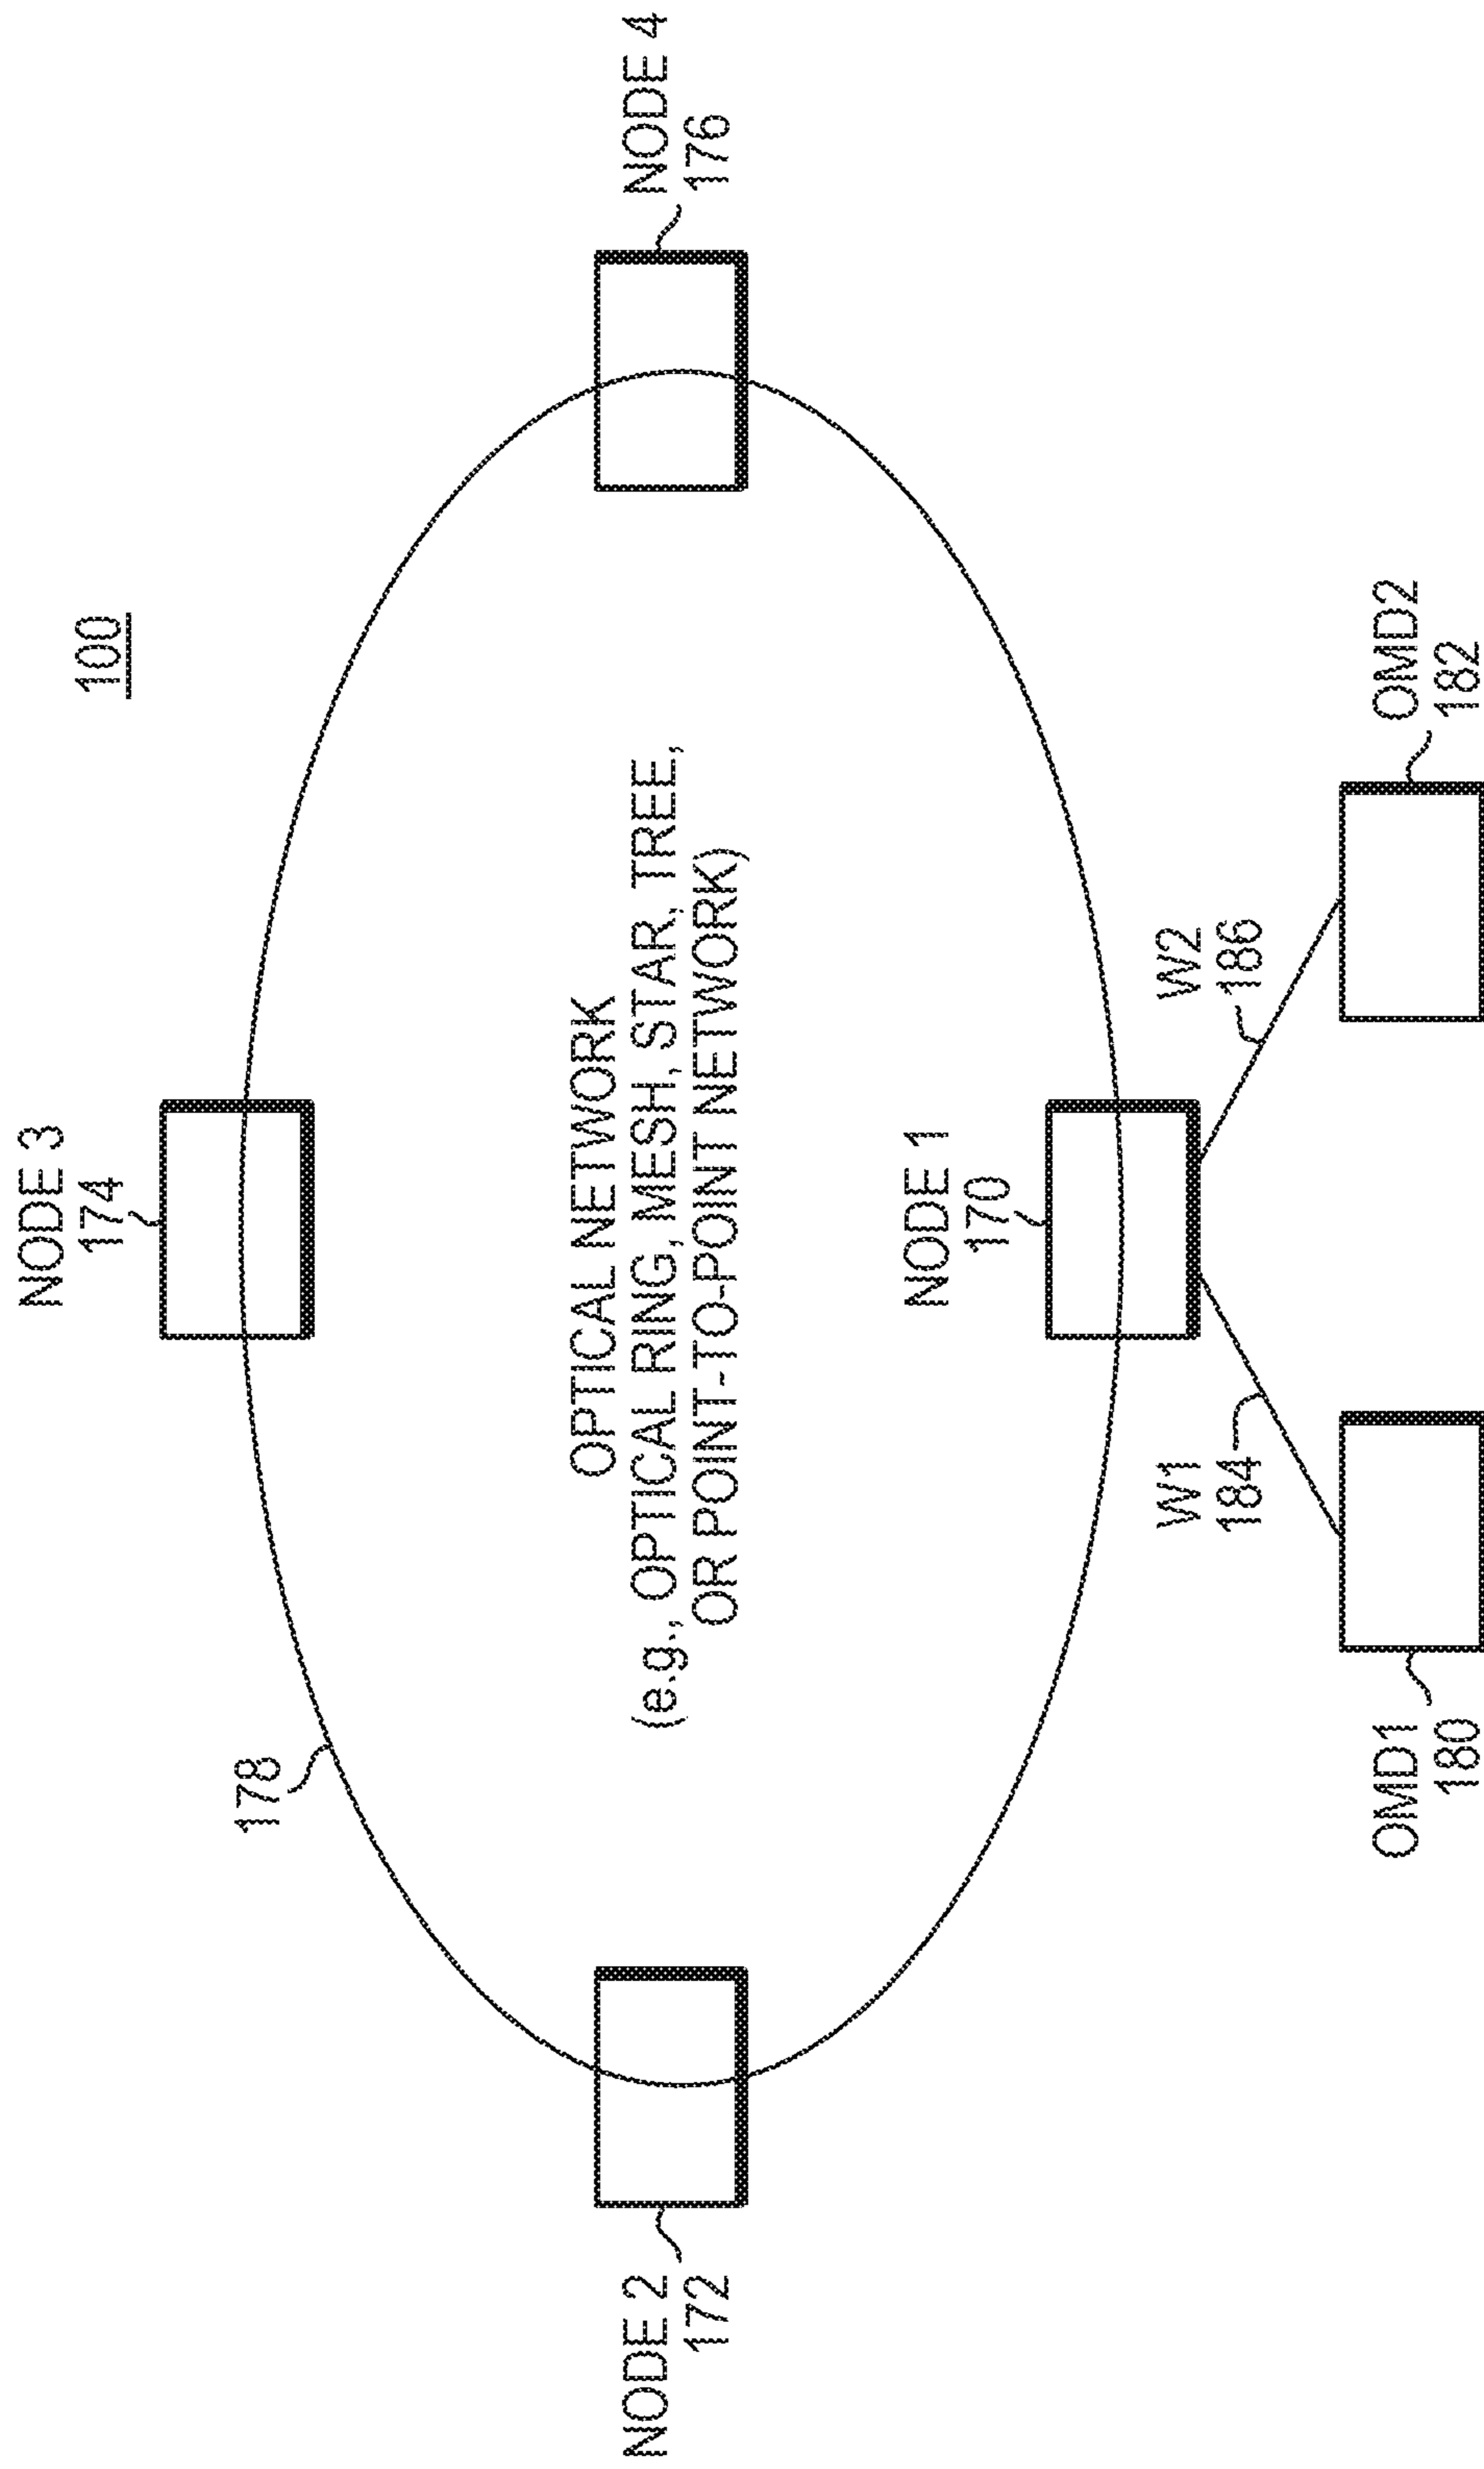 100
NODE 3
174
178
OPTICAL NETWORK
(e.g., OPTICAL RING, MESH, STAR, TREE,
OR POINT-TO-POINT NETWORK)
NODE 2
172
NODE 4
176
NODE 1
170
W1
184
W2
186
OMD1
180
OMD2
182